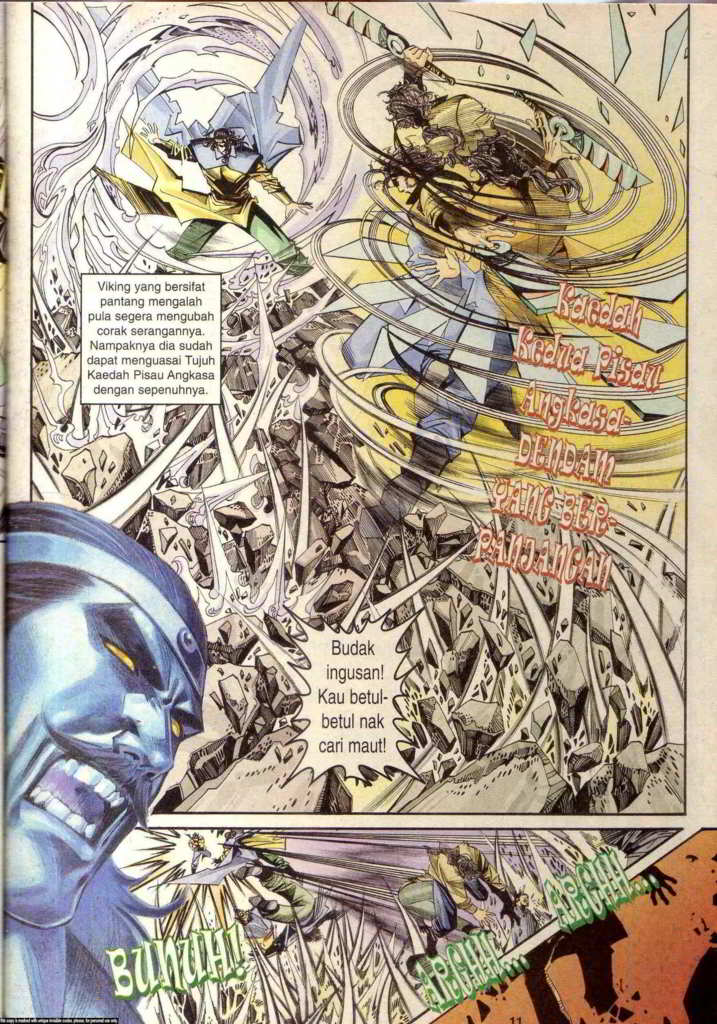 Viking yang bersifat
pantang mengalah
pula segera mengubah
corak serangannya.
Nampaknya dia sudah
dapat menguasai Tujuh
Kaedah Pisau Angkasa
dengan sepenuhnya.
Kaedah
Kedua Pisau
Angkasa-
DENDAM
YANG BER-
PANJANGAN
Budak
ingusan!
Kau betul-
betul nak
cari maut!
BUNUH!
ARGHH...
ARGHH...
11